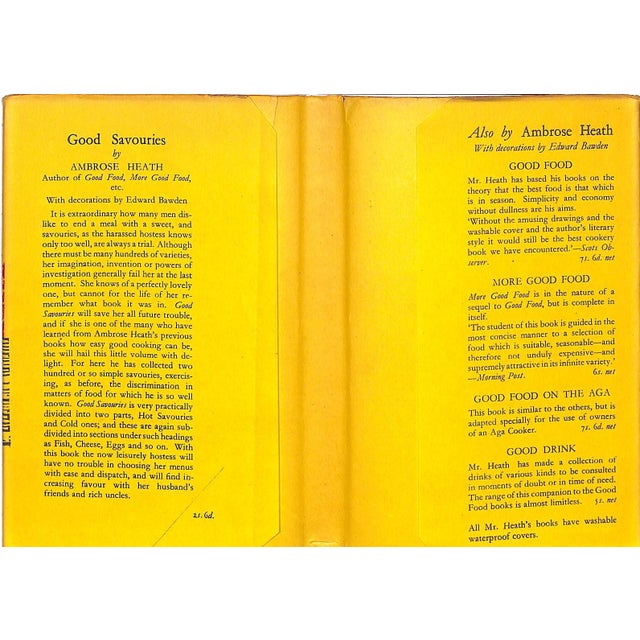 Good Savouries
by
AMBROSE HEATH
Author of Good Food, More Good Food,
etc.
With decorations by Edward Bawden
It is extraordinary how many men dis-
like to end a meal with a sweet, and
savouries, as the harassed hostess knows
only too well, are always a trial. Although
there must be many hundreds of varieties,
her imagination, invention or powers of
investigation generally fail her at the last
moment. She knows of a perfectly lovely
one, but cannot for the life of her re-
member what book it was in. Good
Savouries will save her all future trouble,
and if she is one of the many who have
learned from Ambrose Heath's previous
books how easy good cooking can be,
she will hail this little volume with de-
light. For here he has collected two
hundred or so simple savouries, exercis-
ing, as before, the discrimination in
matters of food for which he is so well
known. Good Savouries is very practically
divided into two parts, Hot Savouries
and Cold ones; and these are again sub-
divided into sections under such headings
as Fish, Cheese, Eggs and so on. With
this book the now leisurely hostess will
have no trouble in choosing her menus
with ease and dispatch, and will find in-
creasing favour with her husband's
friends and rich uncles.
2s. 6d.
Also by Ambrose Heath
With decorations by Edward Bawden
GOOD FOOD
Mr. Heath has based his books on the
theory that the best food is that which
is in season. Simplicity and economy
without dullness are his aims.
'Without the amusing drawings and the
washable cover and the author's literary
style it would still be the best cookery
book we have encountered.'—Scots Ob-
server. 7s. 6d. net
MORE GOOD FOOD
More Good Food is in the nature of a
sequel to Good Food, but is complete in
itself.
'The student of this book is guided in the
most concise manner to a selection of
food which is suitable, seasonable—and
therefore not unduly expensive—and
supremely attractive in its infinite variety.'
—Morning Post. 6s. net
GOOD FOOD ON THE AGA
This book is similar to the others, but is
adapted specially for the use of owners
of an Aga Cooker. 7s. 6d. net
GOOD DRINK
Mr. Heath has made a collection of
drinks of various kinds to be consulted
in moments of doubt or in time of need.
The range of this companion to the Good
Food books is almost limitless. 5s. net
All Mr. Heath's books have washable
waterproof covers.